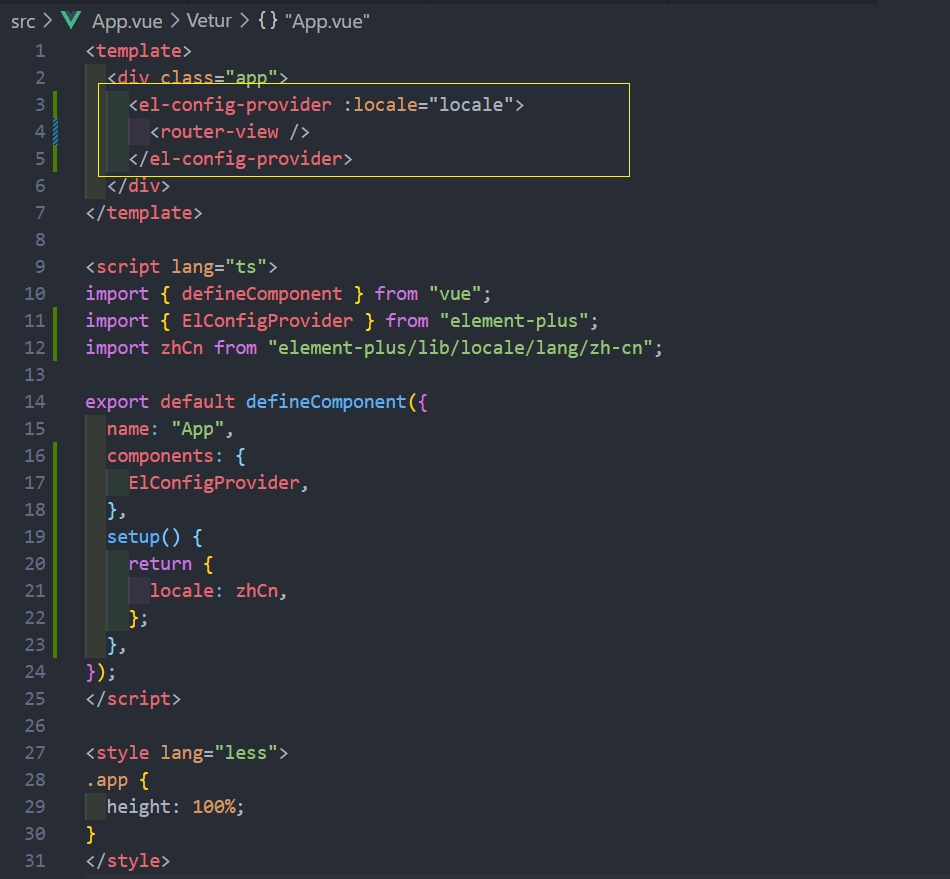 src > App.vue > Vetur > {} "App.vue"
1 <template>
2   <div class="app">
3     <el-config-provider :locale="locale">
4       <router-view />
5     </el-config-provider>
6   </div>
7 </template>
8
9 <script lang="ts">
10 import { defineComponent } from "vue";
11 import { ElConfigProvider } from "element-plus";
12 import zhCn from "element-plus/lib/locale/lang/zh-cn";
13
14 export default defineComponent({
15   name: "App",
16   components: {
17     ElConfigProvider,
18   },
19   setup() {
20     return {
21       locale: zhCn,
22     };
23   },
24 });
25 </script>
26
27 <style lang="less">
28 .app {
29   height: 100%;
30 }
31 </style>